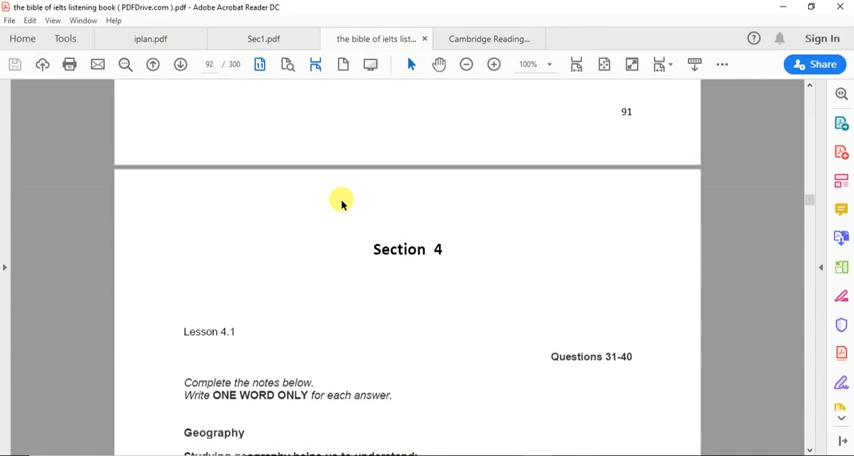 the bible of ielts listening book ( PDFDrive.com ).pdf - Adobe Acrobat Reader DC
File Edit View Window Help
Home Tools iplan.pdf Sec1.pdf the bible of ielts list... × Cambridge Reading... Sign In
92 / 300 100% Share
91
Section 4
Lesson 4.1
Questions 31-40
Complete the notes below.
Write ONE WORD ONLY for each answer.
Geography
Studying geography helps us to understand: